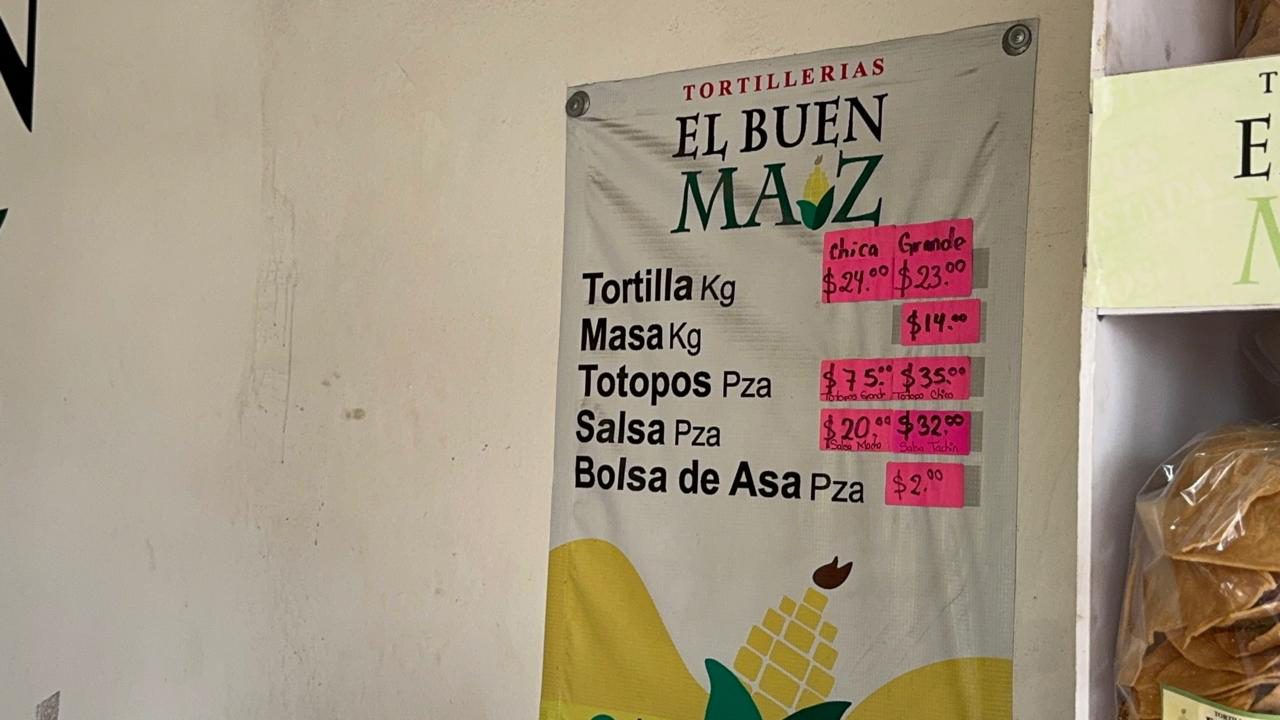 TORTILLERIAS
EL BUEN
MAIZ
chica Grande
Tortilla Kg $24.00 $23.00
Masa Kg $14.00
Totopos Pza $75.00 $35.00
Totopos Grande Totopo Chico
Salsa Pza $20.00 $32.00
Salsa Macha Salsa Tachin
Bolsa de Asa Pza $2.00
N
T
E
M